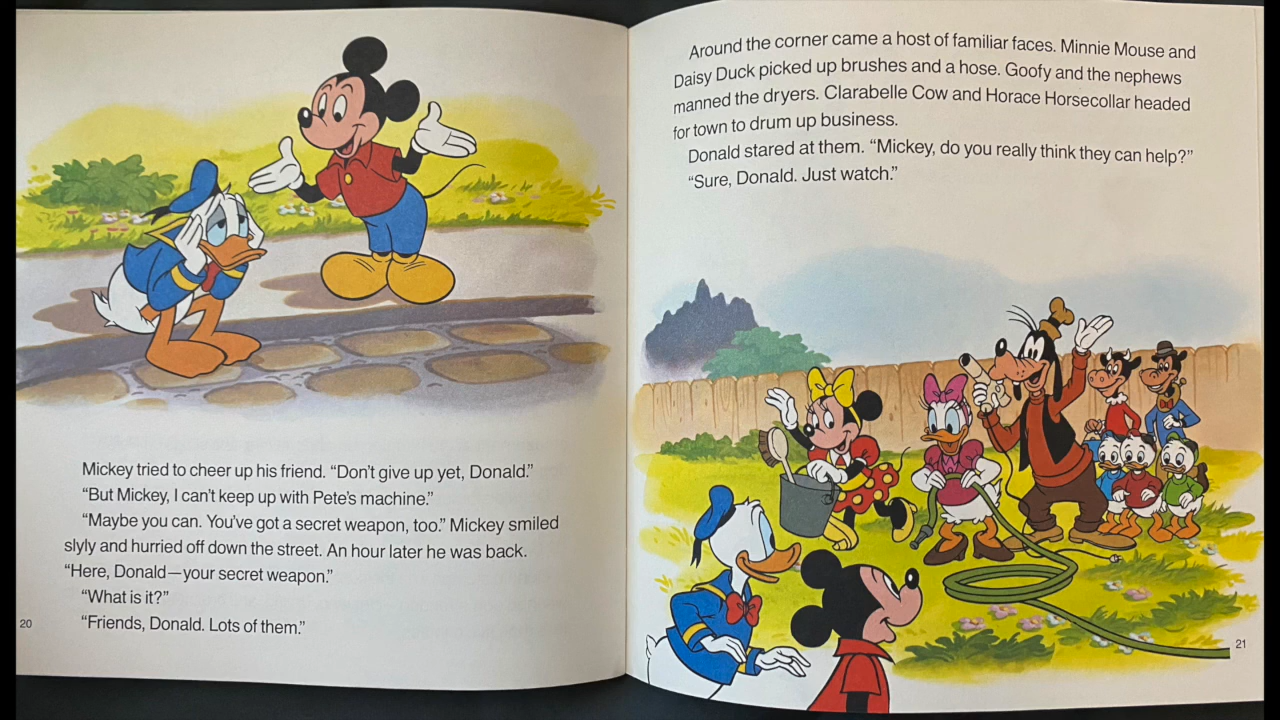 Mickey tried to cheer up his friend. “Don’t give up yet, Donald.”
“But Mickey, I can’t keep up with Pete’s machine.”
“Maybe you can. You’ve got a secret weapon, too.” Mickey smiled
slyly and hurried off down the street. An hour later he was back.
“Here, Donald—your secret weapon.”
“What is it?”
“Friends, Donald. Lots of them.”
20
Around the corner came a host of familiar faces. Minnie Mouse and
Daisy Duck picked up brushes and a hose. Goofy and the nephews
manned the dryers. Clarabelle Cow and Horace Horsecollar headed
for town to drum up business.
Donald stared at them. “Mickey, do you really think they can help?”
“Sure, Donald. Just watch.”
21